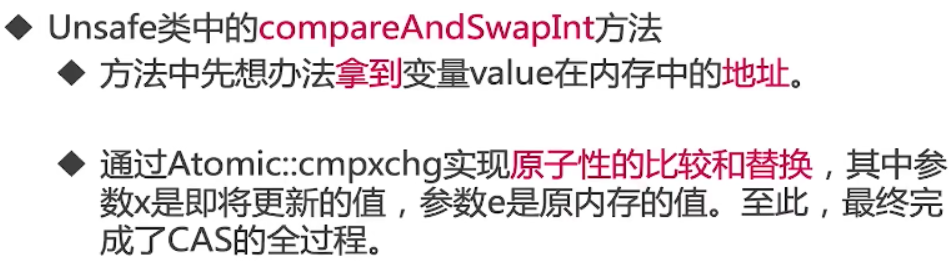 ◆ Unsafe类中的compareAndSwapInt方法
◆ 方法中先想办法拿到变量value在内存中的地址。
◆ 通过Atomic::cmpxchg实现原子性的比较和替换，其中参
数x是即将更新的值，参数e是原内存的值。至此，最终完
成了CAS的全过程。